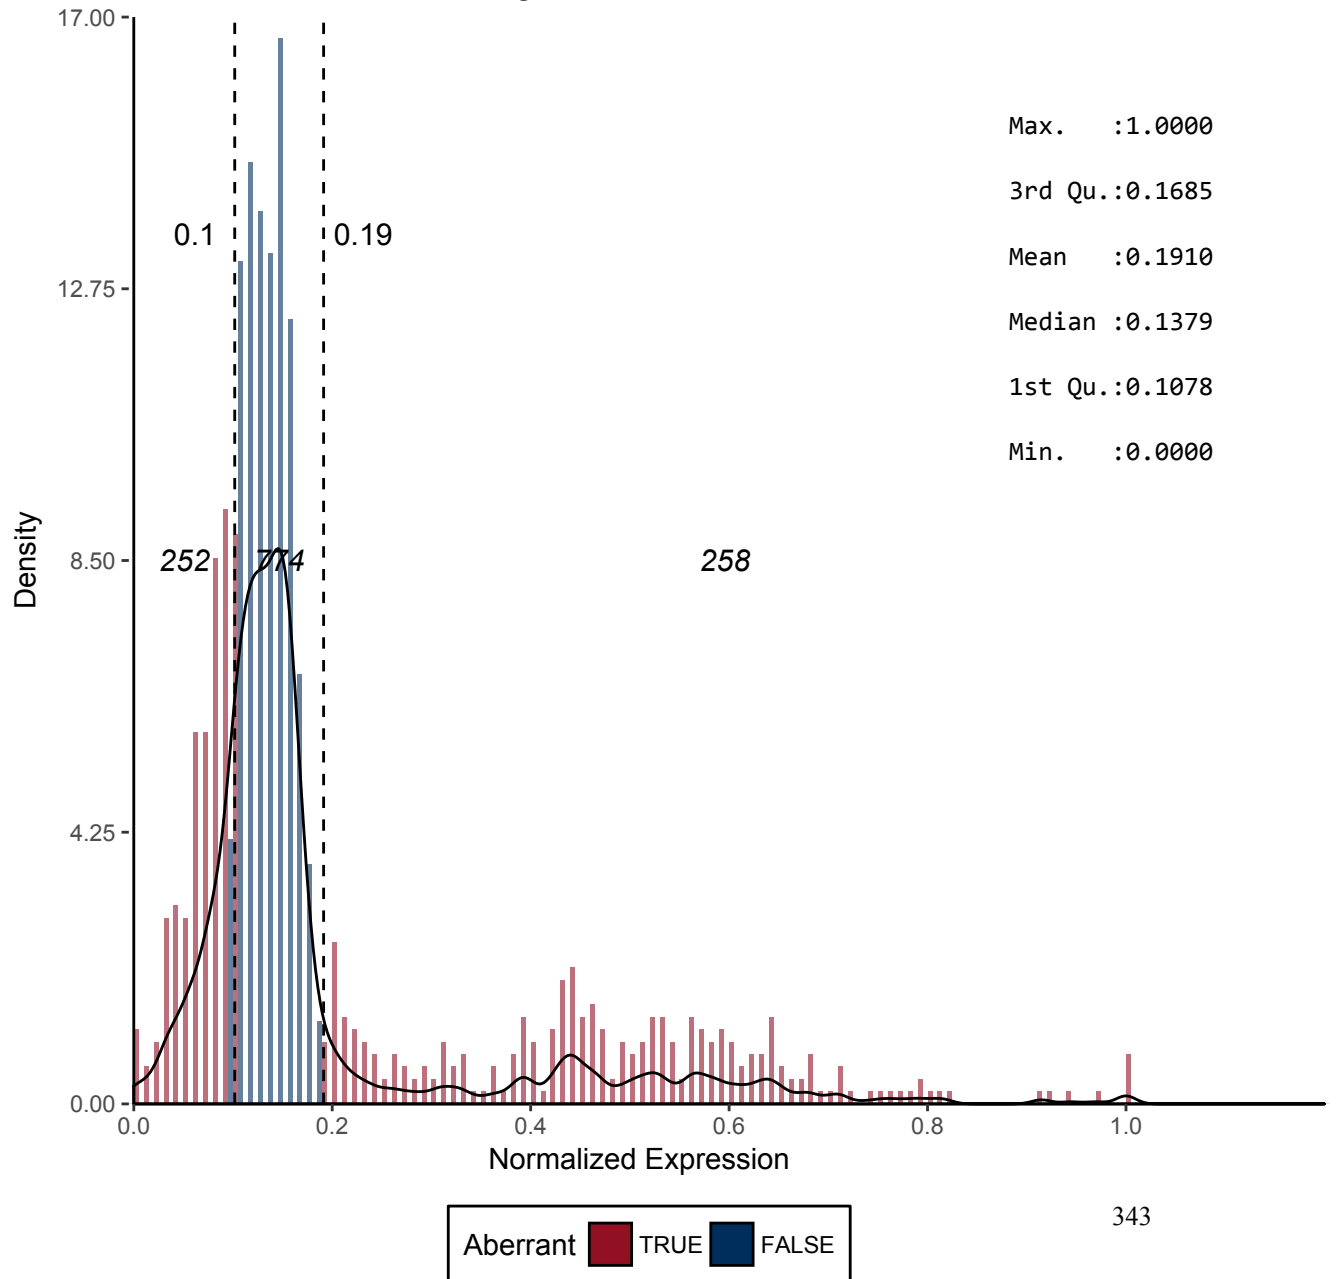 17.00
12.75
8.50
4.25
0.00
Density
0.1
0.19
252
774
258
Max. :1.0000
3rd Qu.:0.1685
Mean :0.1910
Median :0.1379
1st Qu.:0.1078
Min. :0.0000
0.0 0.2 0.4 0.6 0.8 1.0
Normalized Expression
343
Aberrant TRUE FALSE